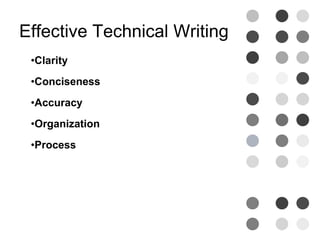 Effective Technical Writing
•Clarity
•Conciseness
•Accuracy
•Organization
•Process